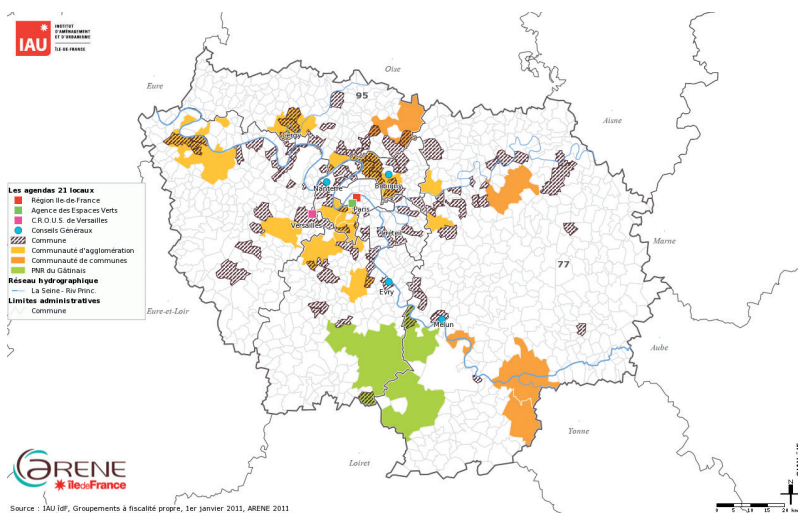 IAU
INSTITUT
D'AMÉNAGEMENT
ET D'URBANISME
ÎLE-DE-FRANCE
Oise
Eure
95
Aisne
Cergy
Les agendas 21 locaux
Région Ile-de-France
Agence des Espaces Verts
C.R.O.U.S. de Versailles
Conseils Généraux
Commune
Communauté d'agglomération
Communauté de communes
PNR du Gâtinais
Réseau hydrographique
La Seine - Riv Princ.
Limites administratives
Commune
Nanterre
Bobigny
Paris
Versailles
Créteil
Marne
77
Evry
Eure-et-Loir
Melun
Aube
Yonne
Loiret
ARENE
îledeFrance
Source : IAU îdF, Groupements à fiscalité propre, 1er janvier 2011, ARENE 2011
N
0 5 10 15 20 km